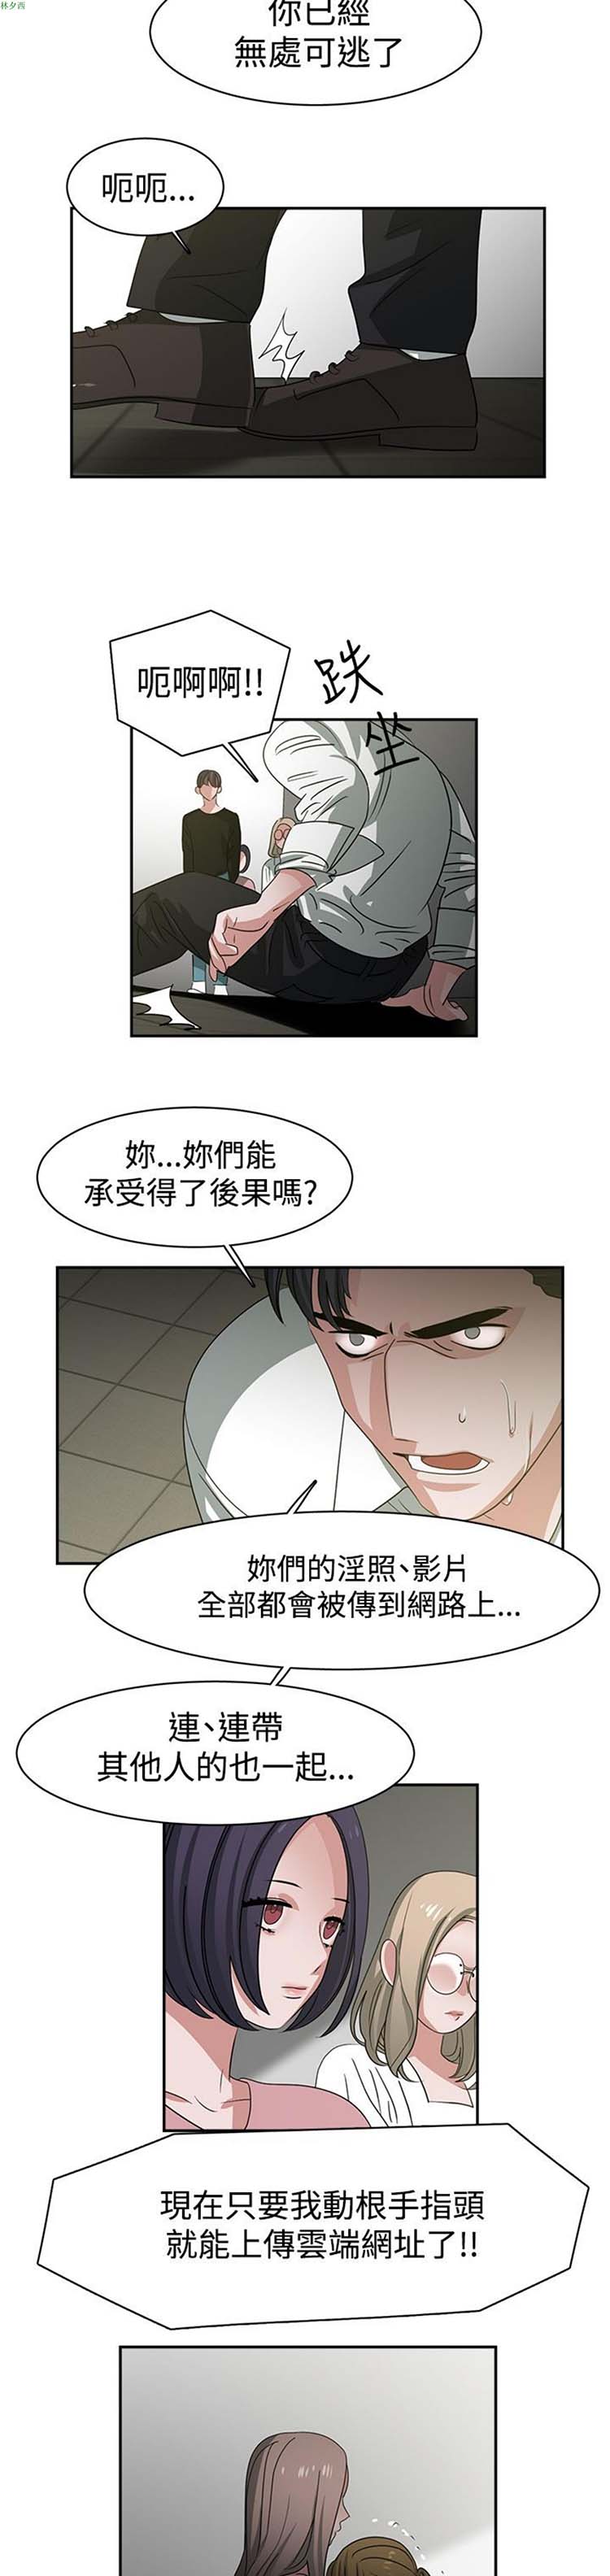 林夕西
你已經
無處可逃了
呃呃...
呃啊啊!!
跌
坐
妳...妳們能
承受得了後果嗎?
妳們的淫照、影片
全部都會被傳到網路上...
連、連帶
其他人的也一起...
現在只要我動根手指頭
就能上傳雲端網址了!!